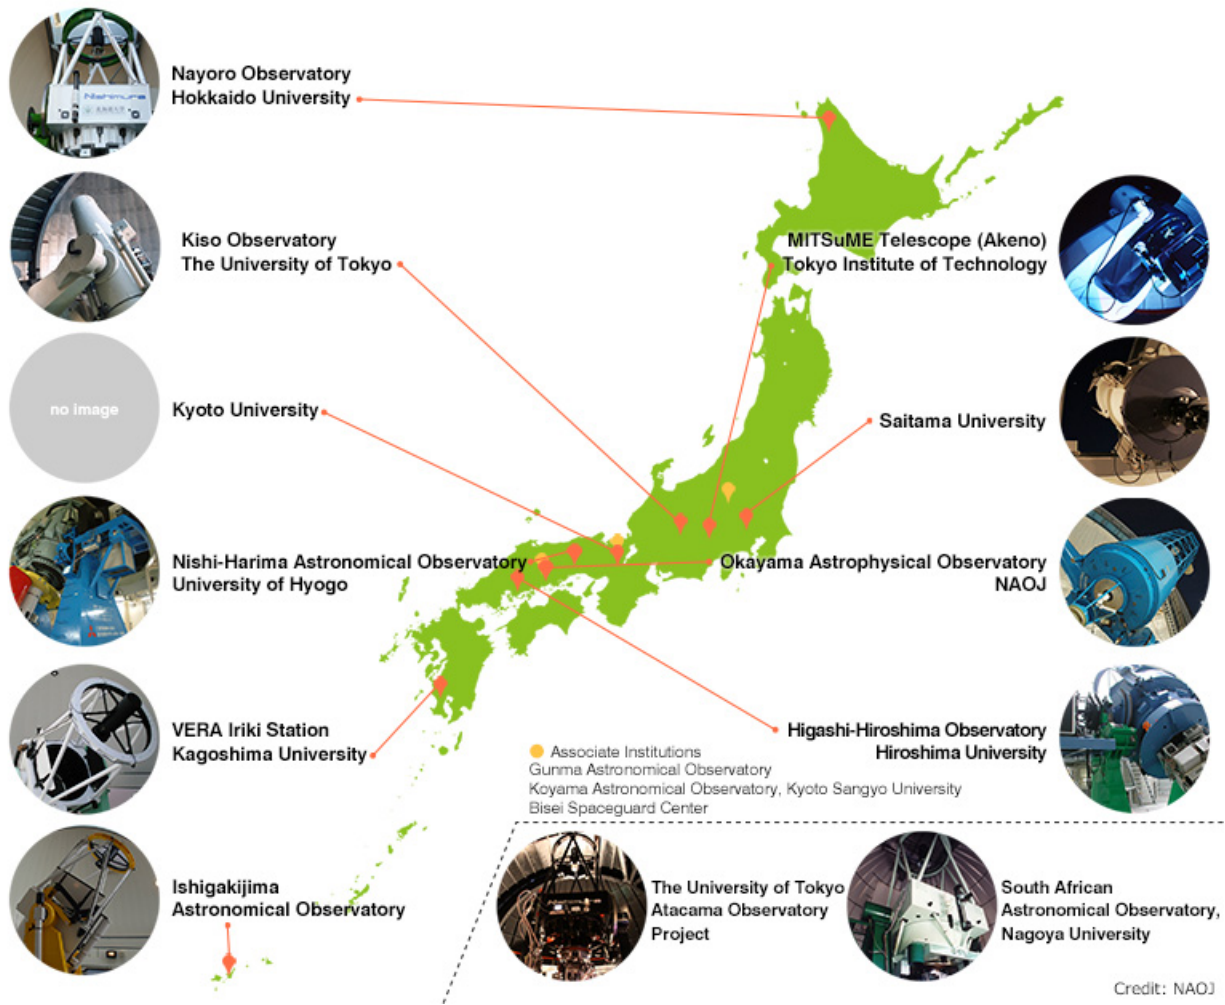 Nayoro Observatory
Hokkaido University
Nishimura
Kiso Observatory
The University of Tokyo
MITSuME Telescope (Akeno)
Tokyo Institute of Technology
no image
Kyoto University
Saitama University
Nishi-Harima Astronomical Observatory
University of Hyogo
Okayama Astrophysical Observatory
NAOJ
VERA Iriki Station
Kagoshima University
Higashi-Hiroshima Observatory
Hiroshima University
Associate Institutions
Gunma Astronomical Observatory
Koyama Astronomical Observatory, Kyoto Sangyo University
Bisei Spaceguard Center
Ishigakijima
Astronomical Observatory
The University of Tokyo
Atacama Observatory
Project
South African
Astronomical Observatory,
Nagoya University
Credit: NAOJ